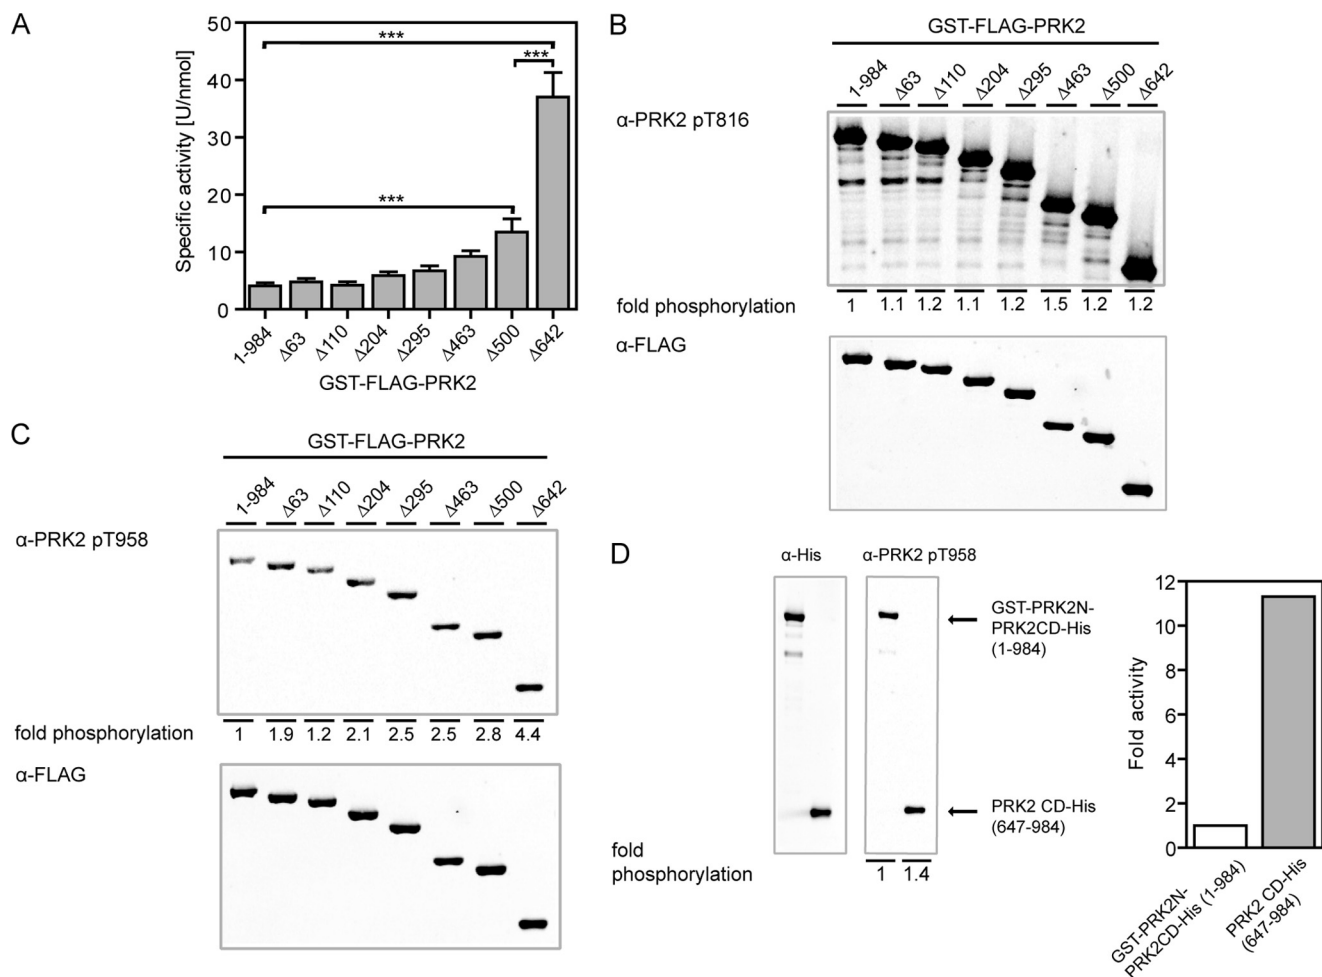 A
Specific activity [U/nmol]
50
40
30
20
10
0
***
***
***
1-984
Δ63
Δ110
Δ204
Δ295
Δ463
Δ500
Δ642
GST-FLAG-PRK2
B
GST-FLAG-PRK2
1-984
Δ63
Δ110
Δ204
Δ295
Δ463
Δ500
Δ642
α-PRK2 pT816
fold phosphorylation
1 1.1 1.2 1.1 1.2 1.5 1.2 1.2
α-FLAG
C
GST-FLAG-PRK2
1-984
Δ63
Δ110
Δ204
Δ295
Δ463
Δ500
Δ642
α-PRK2 pT958
fold phosphorylation
1 1.9 1.2 2.1 2.5 2.5 2.8 4.4
α-FLAG
D
α-His α-PRK2 pT958
GST-PRK2N-
PRK2CD-His
(1-984)
PRK2 CD-His
(647-984)
fold
phosphorylation
1 1.4
Fold activity
12
10
8
6
4
2
0
GST-PRK2N-
PRK2CD-His (1-984)
PRK2 CD-His
(647-984)